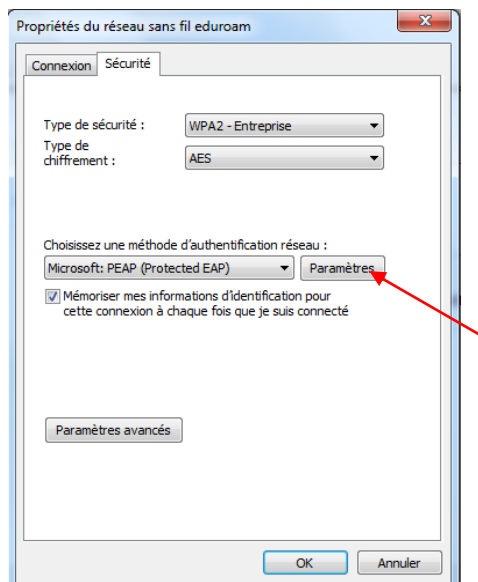 Propriétés du réseau sans fil eduroam
Connexion Sécurité
Type de sécurité : WPA2 - Entreprise
Type de
chiffrement : AES
Choisissez une méthode d'authentification réseau :
Microsoft: PEAP (Protected EAP) Paramètres
Mémoriser mes informations d'identification pour
cette connexion à chaque fois que je suis connecté
Paramètres avancés
OK Annuler